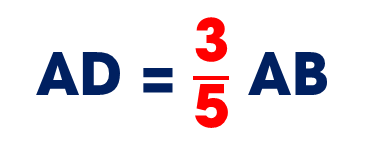 AD = 3/5 AB